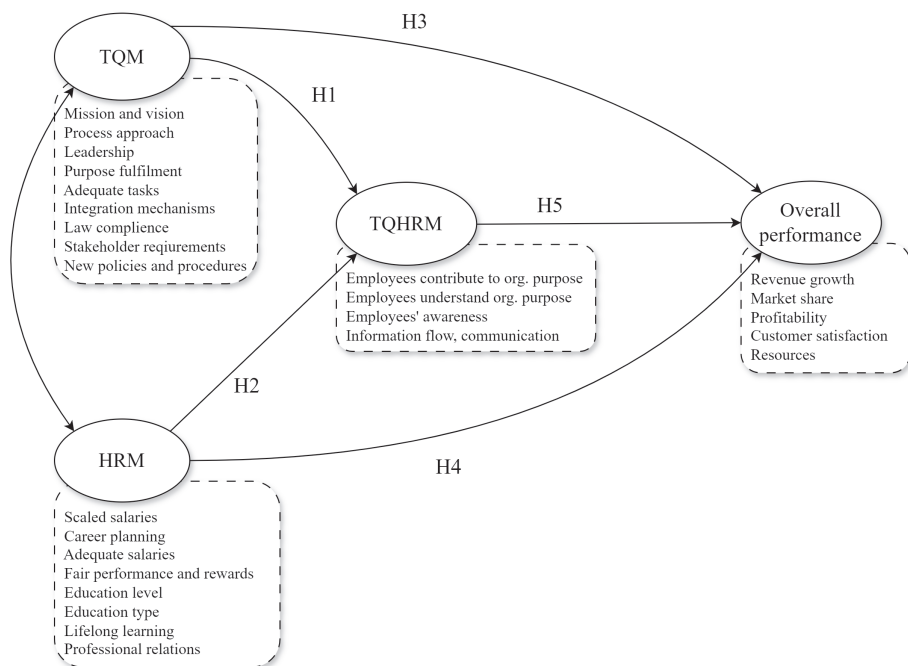 H3
TQM
H1
Mission and vision
Process approach
Leadership
Purpose fulfilment
Adequate tasks
Integration mechanisms
Law complience
Stakeholder reqiurements
New policies and procedures
TQHRM
H5
Overall
performance
Employees contribute to org. purpose
Employees understand org. purpose
Employees' awareness
Information flow, communication
Revenue growth
Market share
Profitability
Customer satisfaction
Resources
H2
HRM
H4
Scaled salaries
Career planning
Adequate salaries
Fair performance and rewards
Education level
Education type
Lifelong learning
Professional relations